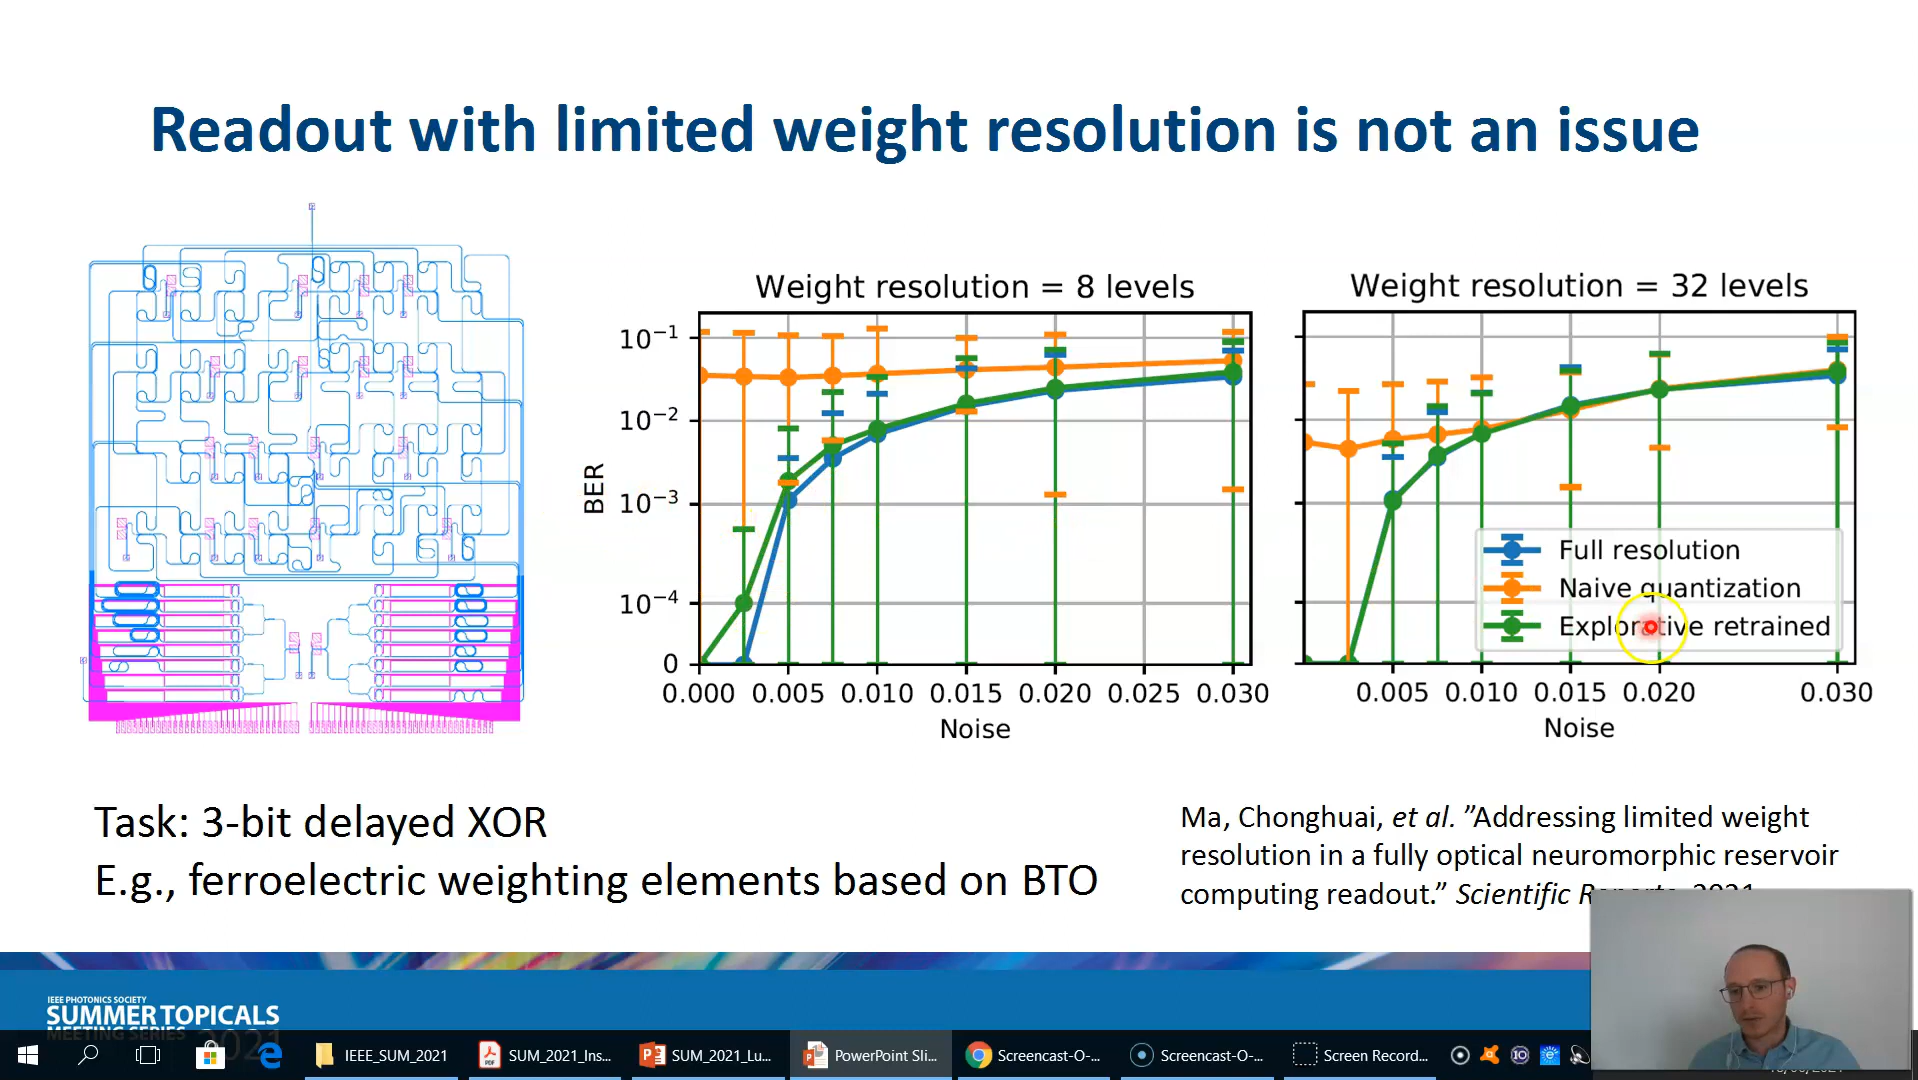 Readout with limited weight resolution is not an issue
Weight resolution = 8 levels
BER
10⁻¹
10⁻²
10⁻³
10⁻⁴
0
0.000 0.005 0.010 0.015 0.020 0.025 0.030
Noise
Weight resolution = 32 levels
Full resolution
Naive quantization
Explorative retrained
0.005 0.010 0.015 0.020 0.030
Noise
Task: 3-bit delayed XOR
E.g., ferroelectric weighting elements based on BTO
Ma, Chonghuai, et al. ”Addressing limited weight
resolution in a fully optical neuromorphic reservoir
computing readout.” Scientific Reports, 2021
IEEE PHOTONICS SOCIETY
SUMMER TOPICALS
MEETING SERIES 2021
IEEE_SUM_2021
SUM_2021_Ins...
SUM_2021_Lu...
PowerPoint Sli...
Screencast-O-...
Screencast-O-...
Screen Record...